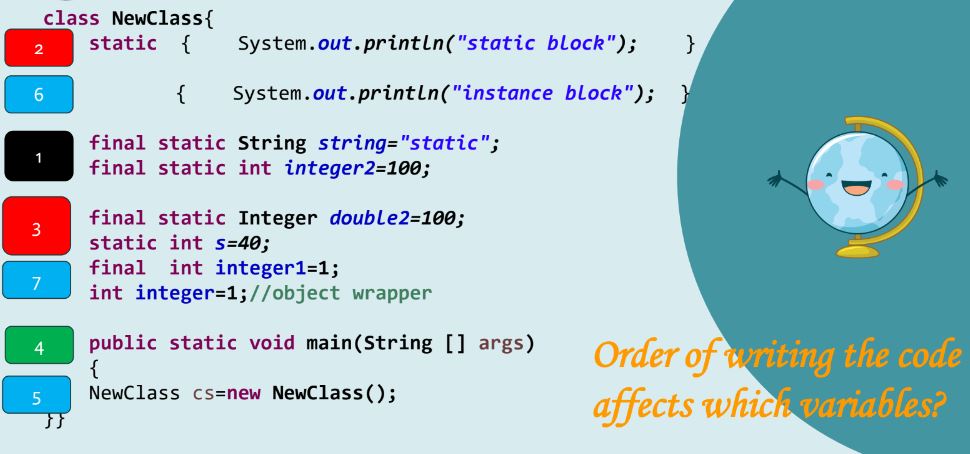 class NewClass{
2 static { System.out.println("static block"); }
6 { System.out.println("instance block"); }
1 final static String string="static";
final static int integer2=100;
3 final static Integer double2=100;
static int s=40;
7 final int integer1=1;
int integer=1;//object wrapper
4 public static void main(String [] args)
{
5 NewClass cs=new NewClass();
}}
Order of writing the code
affects which variables?